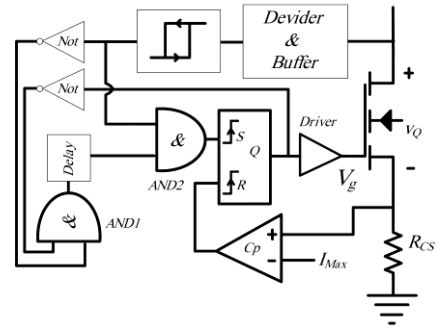 Not
Devider
&
Buffer
Not
+
Driver
&
S
Q
v_Q
Delay
AND2
R
V_g
-
&
AND1
Cp
+
-
I_Max
R_CS